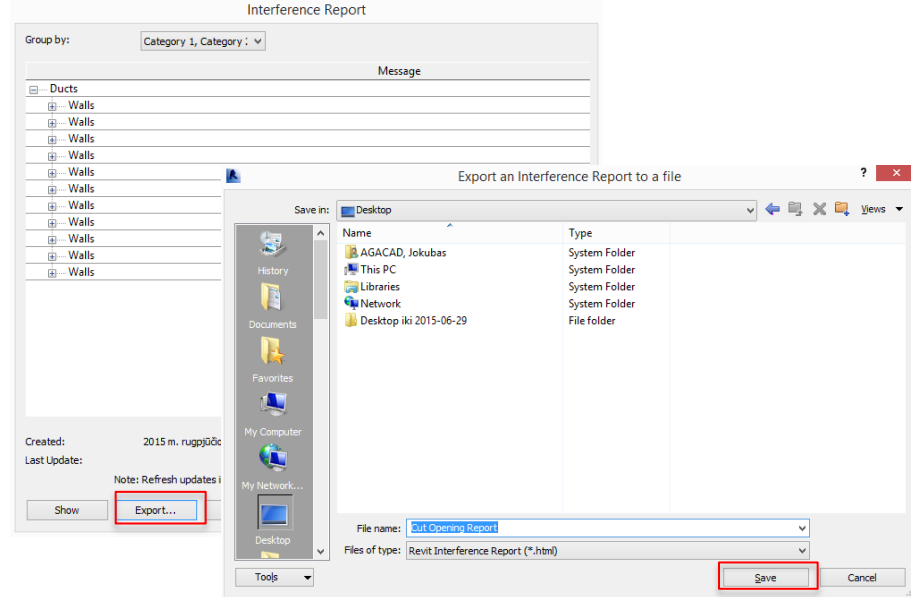 Interference Report
Group by:
Category 1, Category
Message
Ducts
Walls
Walls
Walls
Walls
Walls
Walls
Walls
Walls
Walls
Walls
Walls
Created:
2015 m.
Last Update:
Note: Refresh updates
Show
Export...
Export an Interference Report to a file
?
Save in:
Desktop
Views
Name
Type
AGACAD, Jokubas
System Folder
This PC
System Folder
Libraries
System Folder
Network
System Folder
Desktop iki 2015-06-29
File folder
History
Documents
Favorites
My Computer
My Network...
Desktop
File name:
Cut Opening Report
Files of type:
Revit Interference Report (*.html)
Tools
Save
Cancel